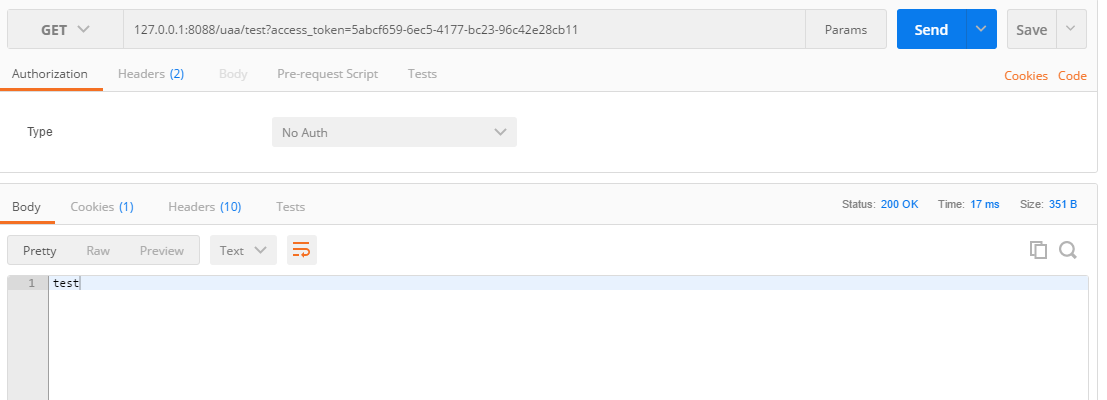 GET 127.0.0.1:8088/uaa/test?access_token=5abcf659-6ec5-4177-bc23-96c42e28cb11 Params Send Save
Authorization Headers (2) Body Pre-request Script Tests Cookies Code
Type No Auth
Body Cookies (1) Headers (10) Tests Status: 200 OK Time: 17 ms Size: 351 B
Pretty Raw Preview Text
1 test